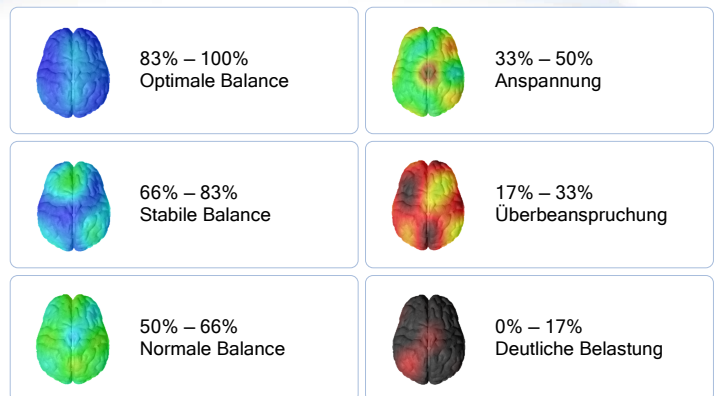 83% – 100%
Optimale Balance
33% – 50%
Anspannung
66% – 83%
Stabile Balance
17% – 33%
Überbeanspruchung
50% – 66%
Normale Balance
0% – 17%
Deutliche Belastung